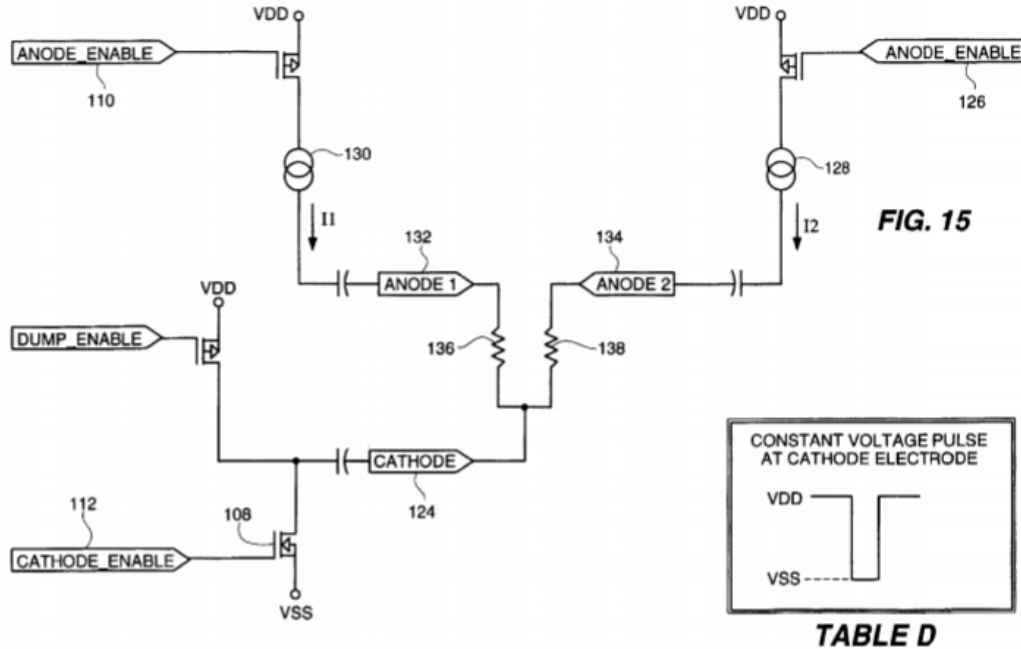 VDD
VDD
ANODE_ENABLE
ANODE_ENABLE
110
126
130
128
I1
I2
FIG. 15
132
134
ANODE 1
ANODE 2
VDD
DUMP_ENABLE
136
138
CONSTANT VOLTAGE PULSE
AT CATHODE ELECTRODE
CATHODE
VDD
124
112
108
CATHODE_ENABLE
VSS
VSS
TABLE D